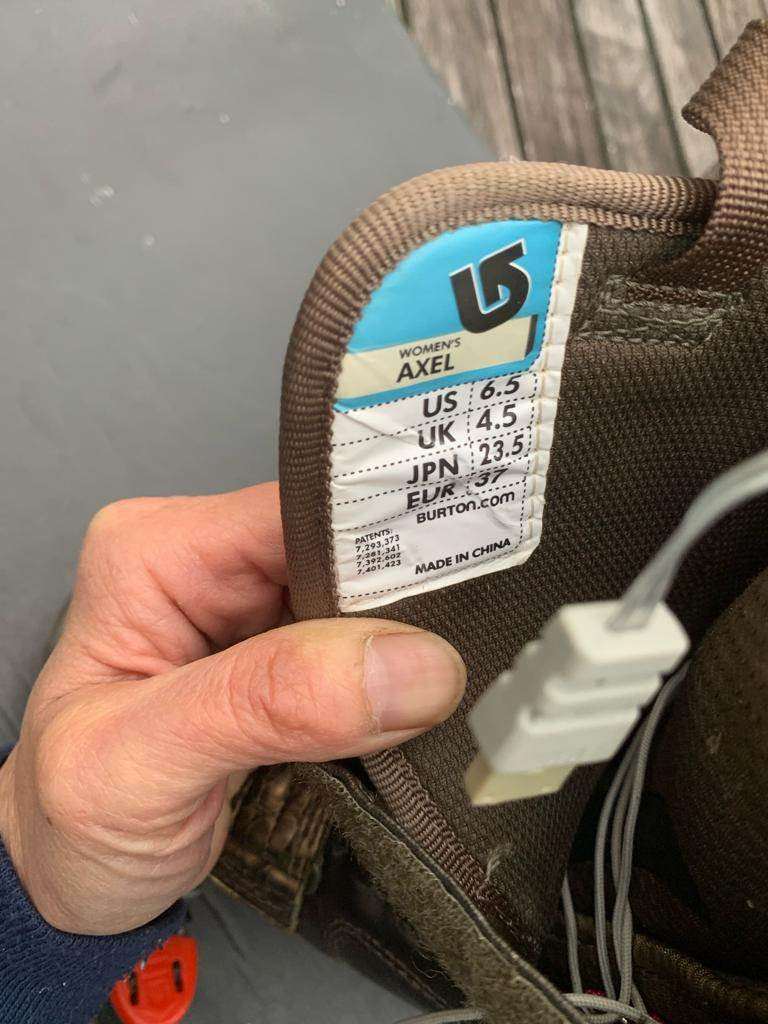 WOMEN'S
AXEL
US 6.5
UK 4.5
JPN 23.5
EUR 37
BURTON.COM
PATENTS:
7,293,373
7,281,341
7,392,602
7,401,423
MADE IN CHINA